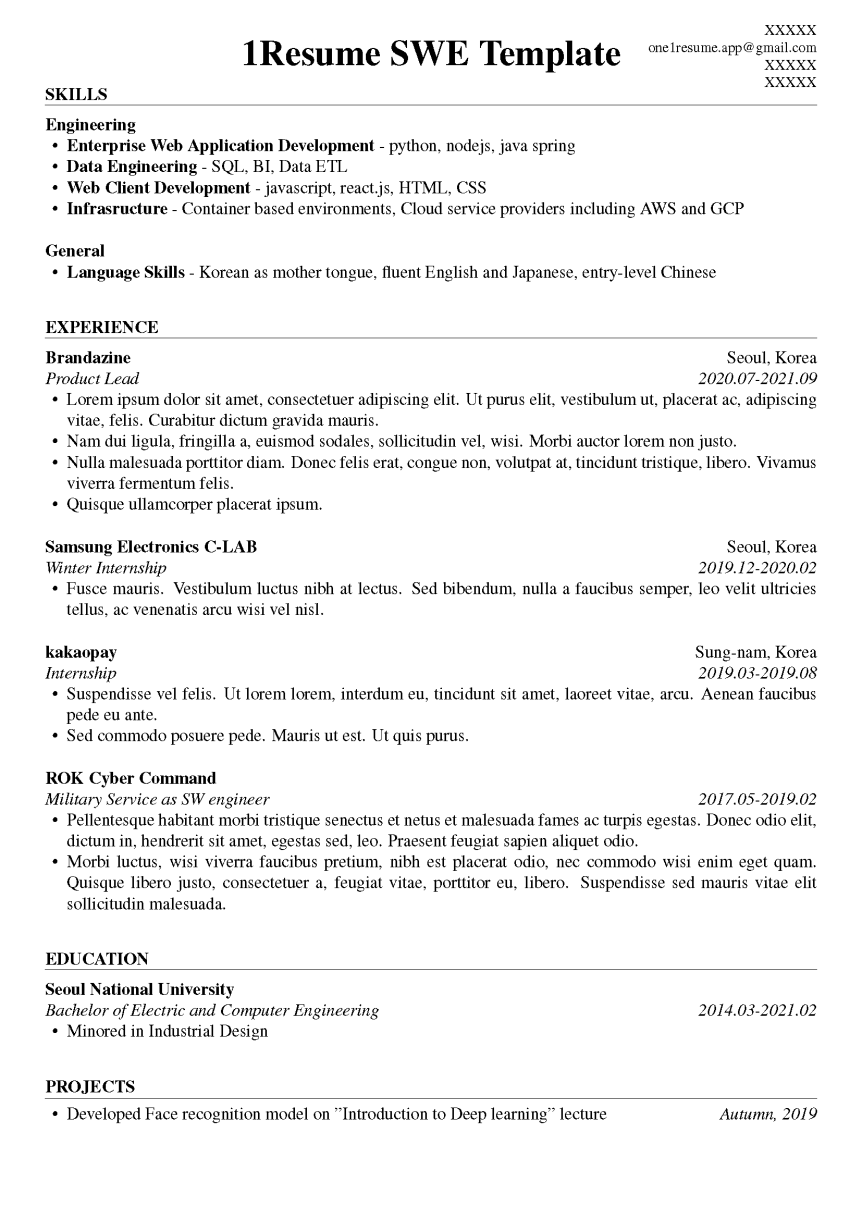 XXXXX
1Resume SWE Template
one1resume.app@gmail.com
XXXXX
XXXXX
SKILLS
Engineering
• Enterprise Web Application Development - python, nodejs, java spring
• Data Engineering - SQL, BI, Data ETL
• Web Client Development - javascript, react.js, HTML, CSS
• Infrasructure - Container based environments, Cloud service providers including AWS and GCP
General
• Language Skills - Korean as mother tongue, fluent English and Japanese, entry-level Chinese
EXPERIENCE
Brandazine Seoul, Korea
Product Lead 2020.07-2021.09
• Lorem ipsum dolor sit amet, consectetuer adipiscing elit. Ut purus elit, vestibulum ut, placerat ac, adipiscing
vitae, felis. Curabitur dictum gravida mauris.
• Nam dui ligula, fringilla a, euismod sodales, sollicitudin vel, wisi. Morbi auctor lorem non justo.
• Nulla malesuada porttitor diam. Donec felis erat, congue non, volutpat at, tincidunt tristique, libero. Vivamus
viverra fermentum felis.
• Quisque ullamcorper placerat ipsum.
Samsung Electronics C-LAB Seoul, Korea
Winter Internship 2019.12-2020.02
• Fusce mauris. Vestibulum luctus nibh at lectus. Sed bibendum, nulla a faucibus semper, leo velit ultricies
tellus, ac venenatis arcu wisi vel nisl.
kakaopay Sung-nam, Korea
Internship 2019.03-2019.08
• Suspendisse vel felis. Ut lorem lorem, interdum eu, tincidunt sit amet, laoreet vitae, arcu. Aenean faucibus
pede eu ante.
• Sed commodo posuere pede. Mauris ut est. Ut quis purus.
ROK Cyber Command
Military Service as SW engineer 2017.05-2019.02
• Pellentesque habitant morbi tristique senectus et netus et malesuada fames ac turpis egestas. Donec odio elit,
dictum in, hendrerit sit amet, egestas sed, leo. Praesent feugiat sapien aliquet odio.
• Morbi luctus, wisi viverra faucibus pretium, nibh est placerat odio, nec commodo wisi enim eget quam.
Quisque libero justo, consectetuer a, feugiat vitae, porttitor eu, libero. Suspendisse sed mauris vitae elit
sollicitudin malesuada.
EDUCATION
Seoul National University
Bachelor of Electric and Computer Engineering 2014.03-2021.02
• Minored in Industrial Design
PROJECTS
• Developed Face recognition model on ”Introduction to Deep learning” lecture Autumn, 2019